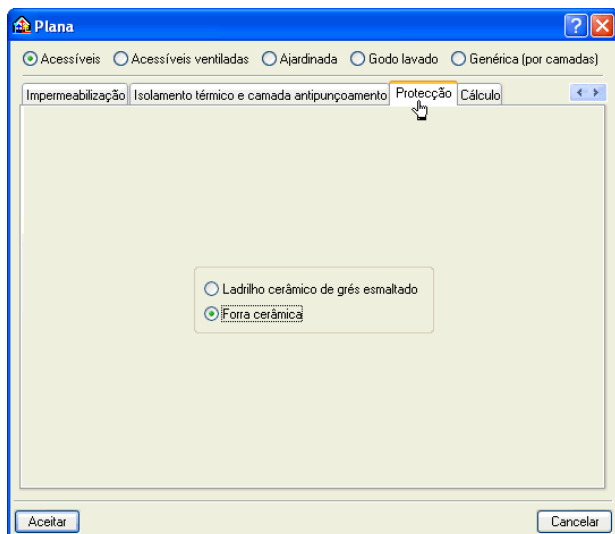 Plana
Acessíveis Acessíveis ventiladas Ajardinada Godo lavado Genérica (por camadas)
Impermeabilização Isolamento térmico e camada antipunçoamento Protecção Cálculo
Ladrilho cerâmico de grés esmaltado
Forra cerâmica
Aceitar Cancelar